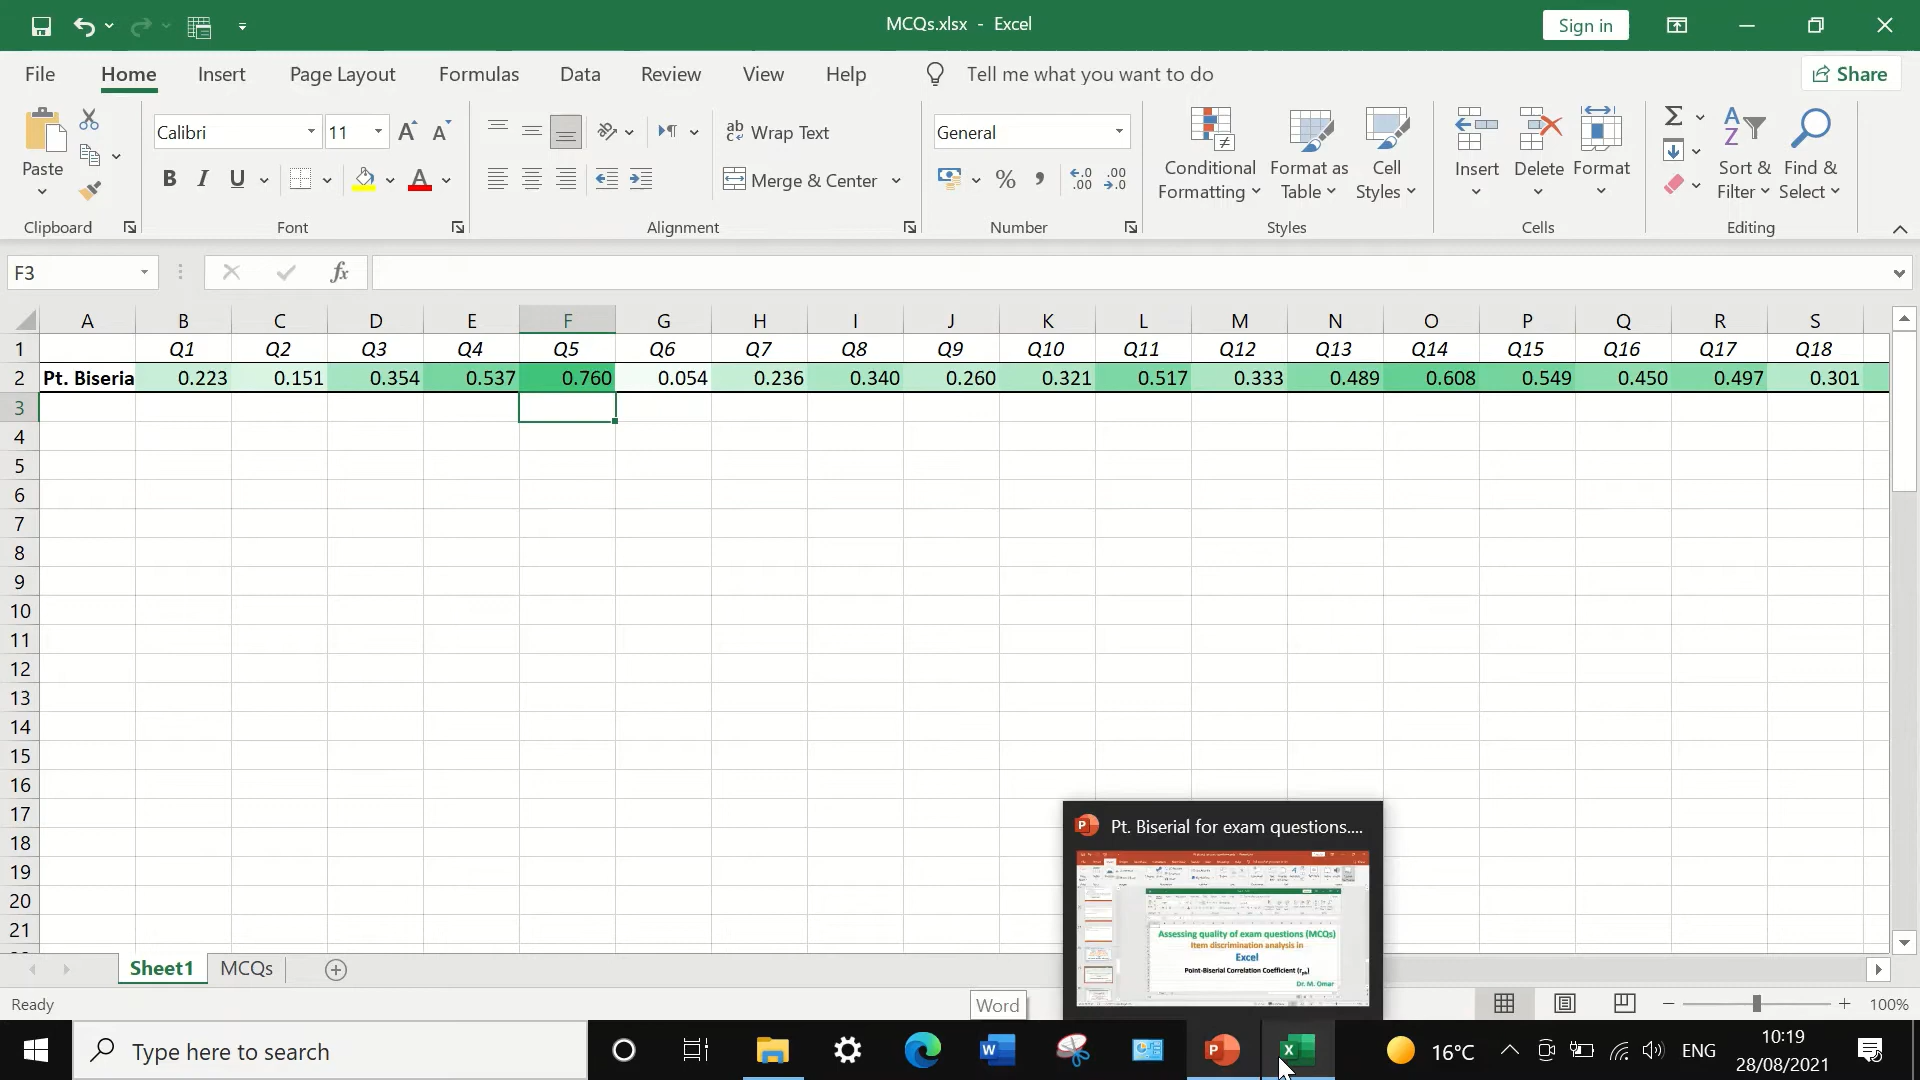 MCQs.xlsx - Excel
Sign in
File Home Insert Page Layout Formulas Data Review View Help Tell me what you want to do Share
Calibri 11 Wrap Text General
Paste Conditional Formatting Format as Table Cell Styles Insert Delete Format Sort & Filter Find & Select
B I U Merge & Center % 
Clipboard Font Alignment Number Styles Cells Editing
F3 fx
A B C D E F G H I J K L M N O P Q R S
1 Q1 Q2 Q3 Q4 Q5 Q6 Q7 Q8 Q9 Q10 Q11 Q12 Q13 Q14 Q15 Q16 Q17 Q18
2 Pt. Biseria 0.223 0.151 0.354 0.537 0.760 0.054 0.236 0.340 0.260 0.321 0.517 0.333 0.489 0.608 0.549 0.450 0.497 0.301
3
4
5
6
7
8
9
10
11
12
13
14
15
16
17
18
19
20
21
Pt. Biserial for exam questions....
Assessing quality of exam questions (MCQs)
Item discrimination analysis in
Excel
Point-Biserial Correlation Coefficient (rpb)
Dr. M. Omar
Sheet1 MCQs
Ready Word 100%
Type here to search 16°C ENG 10:19
28/08/2021